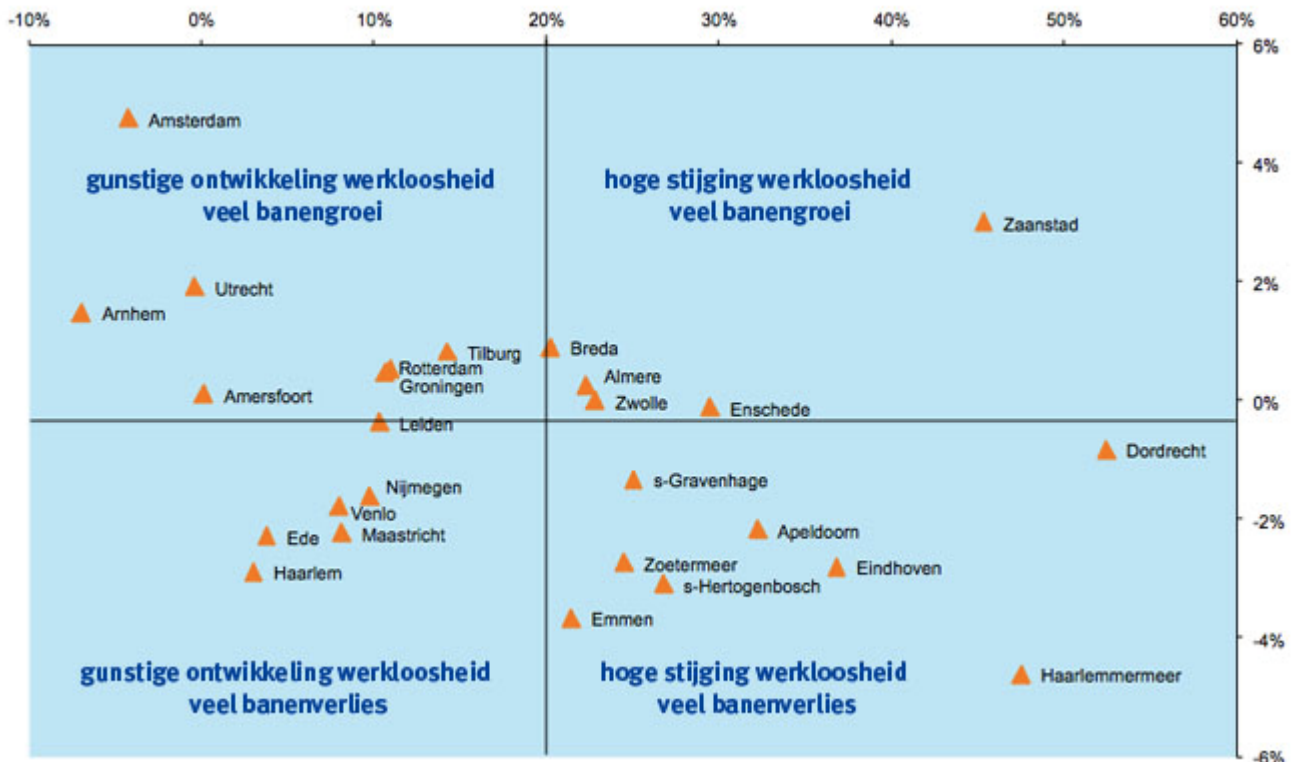 -10% 0% 10% 20% 30% 40% 50% 60%
6%
Amsterdam
4%
gunstige ontwikkeling werkloosheid
veel banengroei
hoge stijging werkloosheid
veel banengroei
Zaanstad
2%
Utrecht
Arnhem
Tilburg
Breda
Rotterdam
Groningen
Almere
Amersfoort
Zwolle
Enschede
0%
Leiden
Dordrecht
s-Gravenhage
Nijmegen
Venlo
-2%
Ede
Maastricht
Apeldoorn
Haarlem
Zoetermeer
Eindhoven
s-Hertogenbosch
Emmen
-4%
gunstige ontwikkeling werkloosheid
veel banenverlies
hoge stijging werkloosheid
veel banenverlies
Haarlemmermeer
-6%